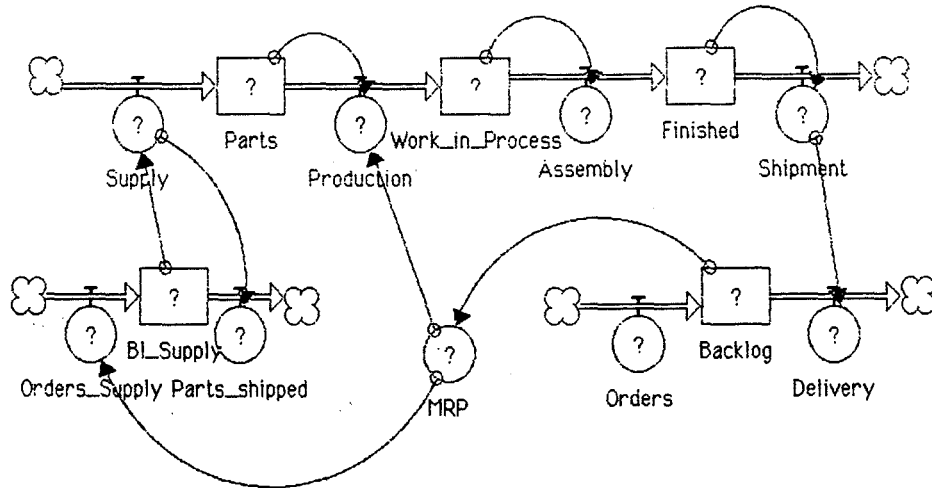 ? ? ?
? ? ? ?
Parts Work_in_Process Finished
Supply Production Assembly Shipment
? ?
? ? ? ? ?
Bl_Supply Backlog
Orders_Supply Parts_shipped MRP Orders Delivery